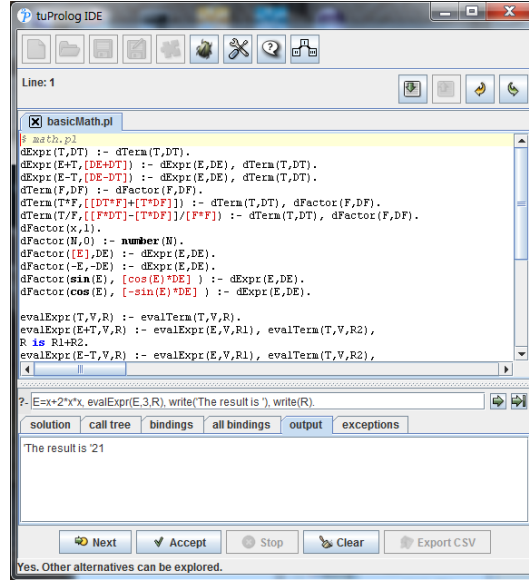 tuProlog IDE
Line: 1
basicMath.pl
% math.pl
dExpr(T,DT) :- dTerm(T,DT).
dExpr(E+T,[DE+DT]) :- dExpr(E,DE), dTerm(T,DT).
dExpr(E-T,[DE-DT]) :- dExpr(E,DE), dTerm(T,DT).
dTerm(F,DF) :- dFactor(F,DF).
dTerm(T*F,[[DT*F]+[T*DF]]) :- dTerm(T,DT), dFactor(F,DF).
dTerm(T/F,[[F*DT]-[T*DF]]/[F*F]) :- dTerm(T,DT), dFactor(F,DF).
dFactor(x,1).
dFactor(N,0) :- number(N).
dFactor([E],DE) :- dExpr(E,DE).
dFactor(-E,-DE) :- dExpr(E,DE).
dFactor(sin(E), [cos(E)*DE] ) :- dExpr(E,DE).
dFactor(cos(E), [-sin(E)*DE] ) :- dExpr(E,DE).
evalExpr(T,V,R) :- evalTerm(T,V,R).
evalExpr(E+T,V,R) :- evalExpr(E,V,R1), evalTerm(T,V,R2),
R is R1+R2.
evalExpr(E-T,V,R) :- evalExpr(E,V,R1), evalTerm(T,V,R2),
?- E=x+2*x*x, evalExpr(E,3,R), write('The result is '), write(R).
solution call tree bindings all bindings output exceptions
'The result is '21
Next Accept Stop Clear Export CSV
Yes. Other alternatives can be explored.